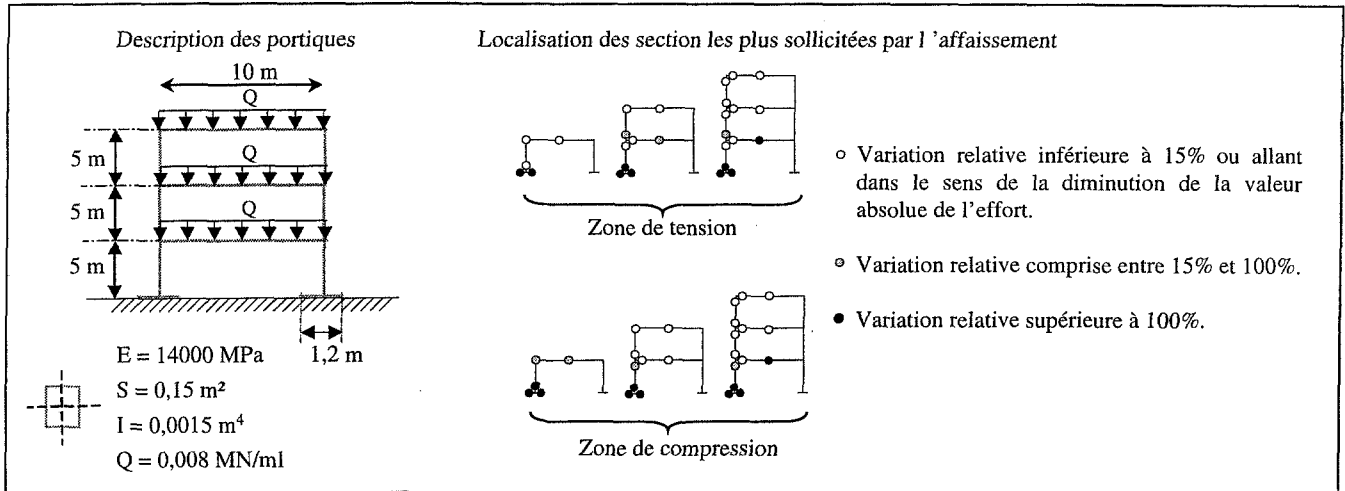 Description des portiques
10 m
Q
5 m
Q
5 m
Q
5 m
1,2 m
E = 14000 MPa
S = 0,15 m²
I = 0,0015 m⁴
Q = 0,008 MN/ml
Localisation des section les plus sollicitées par l 'affaissement
Zone de tension
Zone de compression
Variation relative inférieure à 15% ou allant
dans le sens de la diminution de la valeur
absolue de l'effort.
Variation relative comprise entre 15% et 100%.
Variation relative supérieure à 100%.